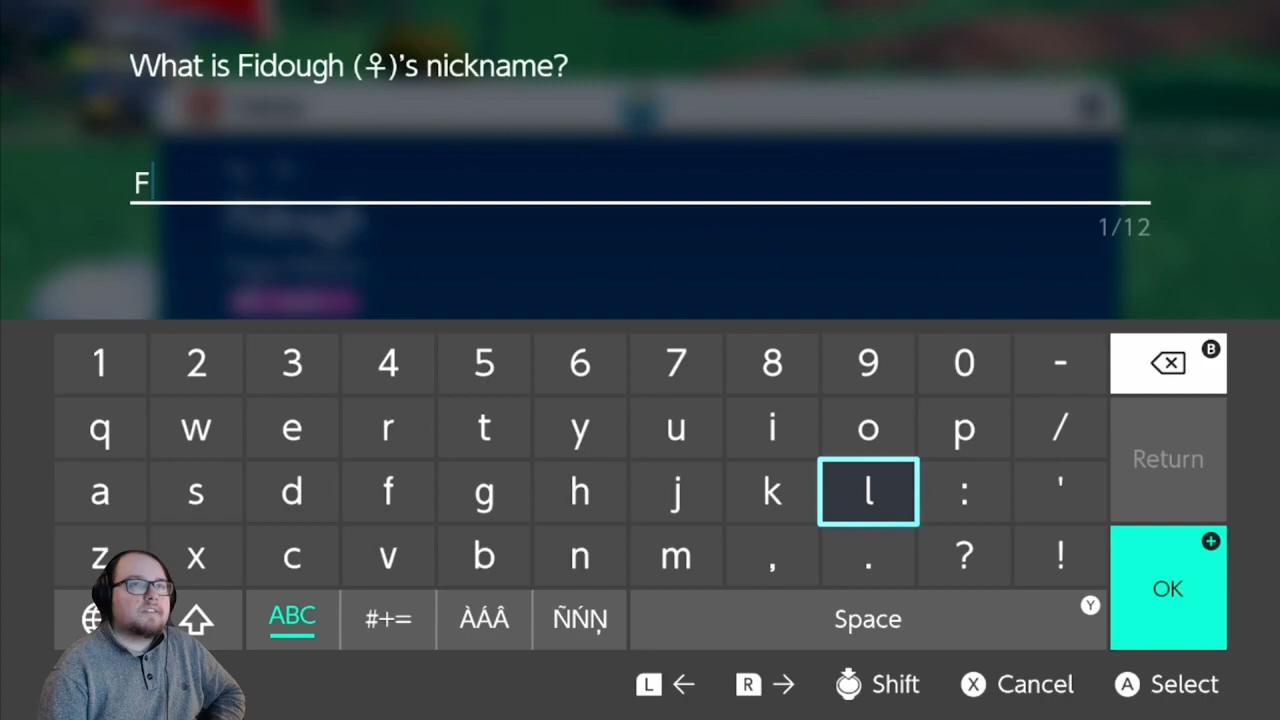 What is Fidough (♀)'s nickname?
F
1/12
1 2 3 4 5 6 7 8 9 0 -
B
q w e r t y u i o p /
Return
a s d f g h j k l : '
z x c v b n m , . ? !
+
OK
ABC #+= ÀÁÂ ÑŃŅ Space Y
L ← R → Shift X Cancel A Select